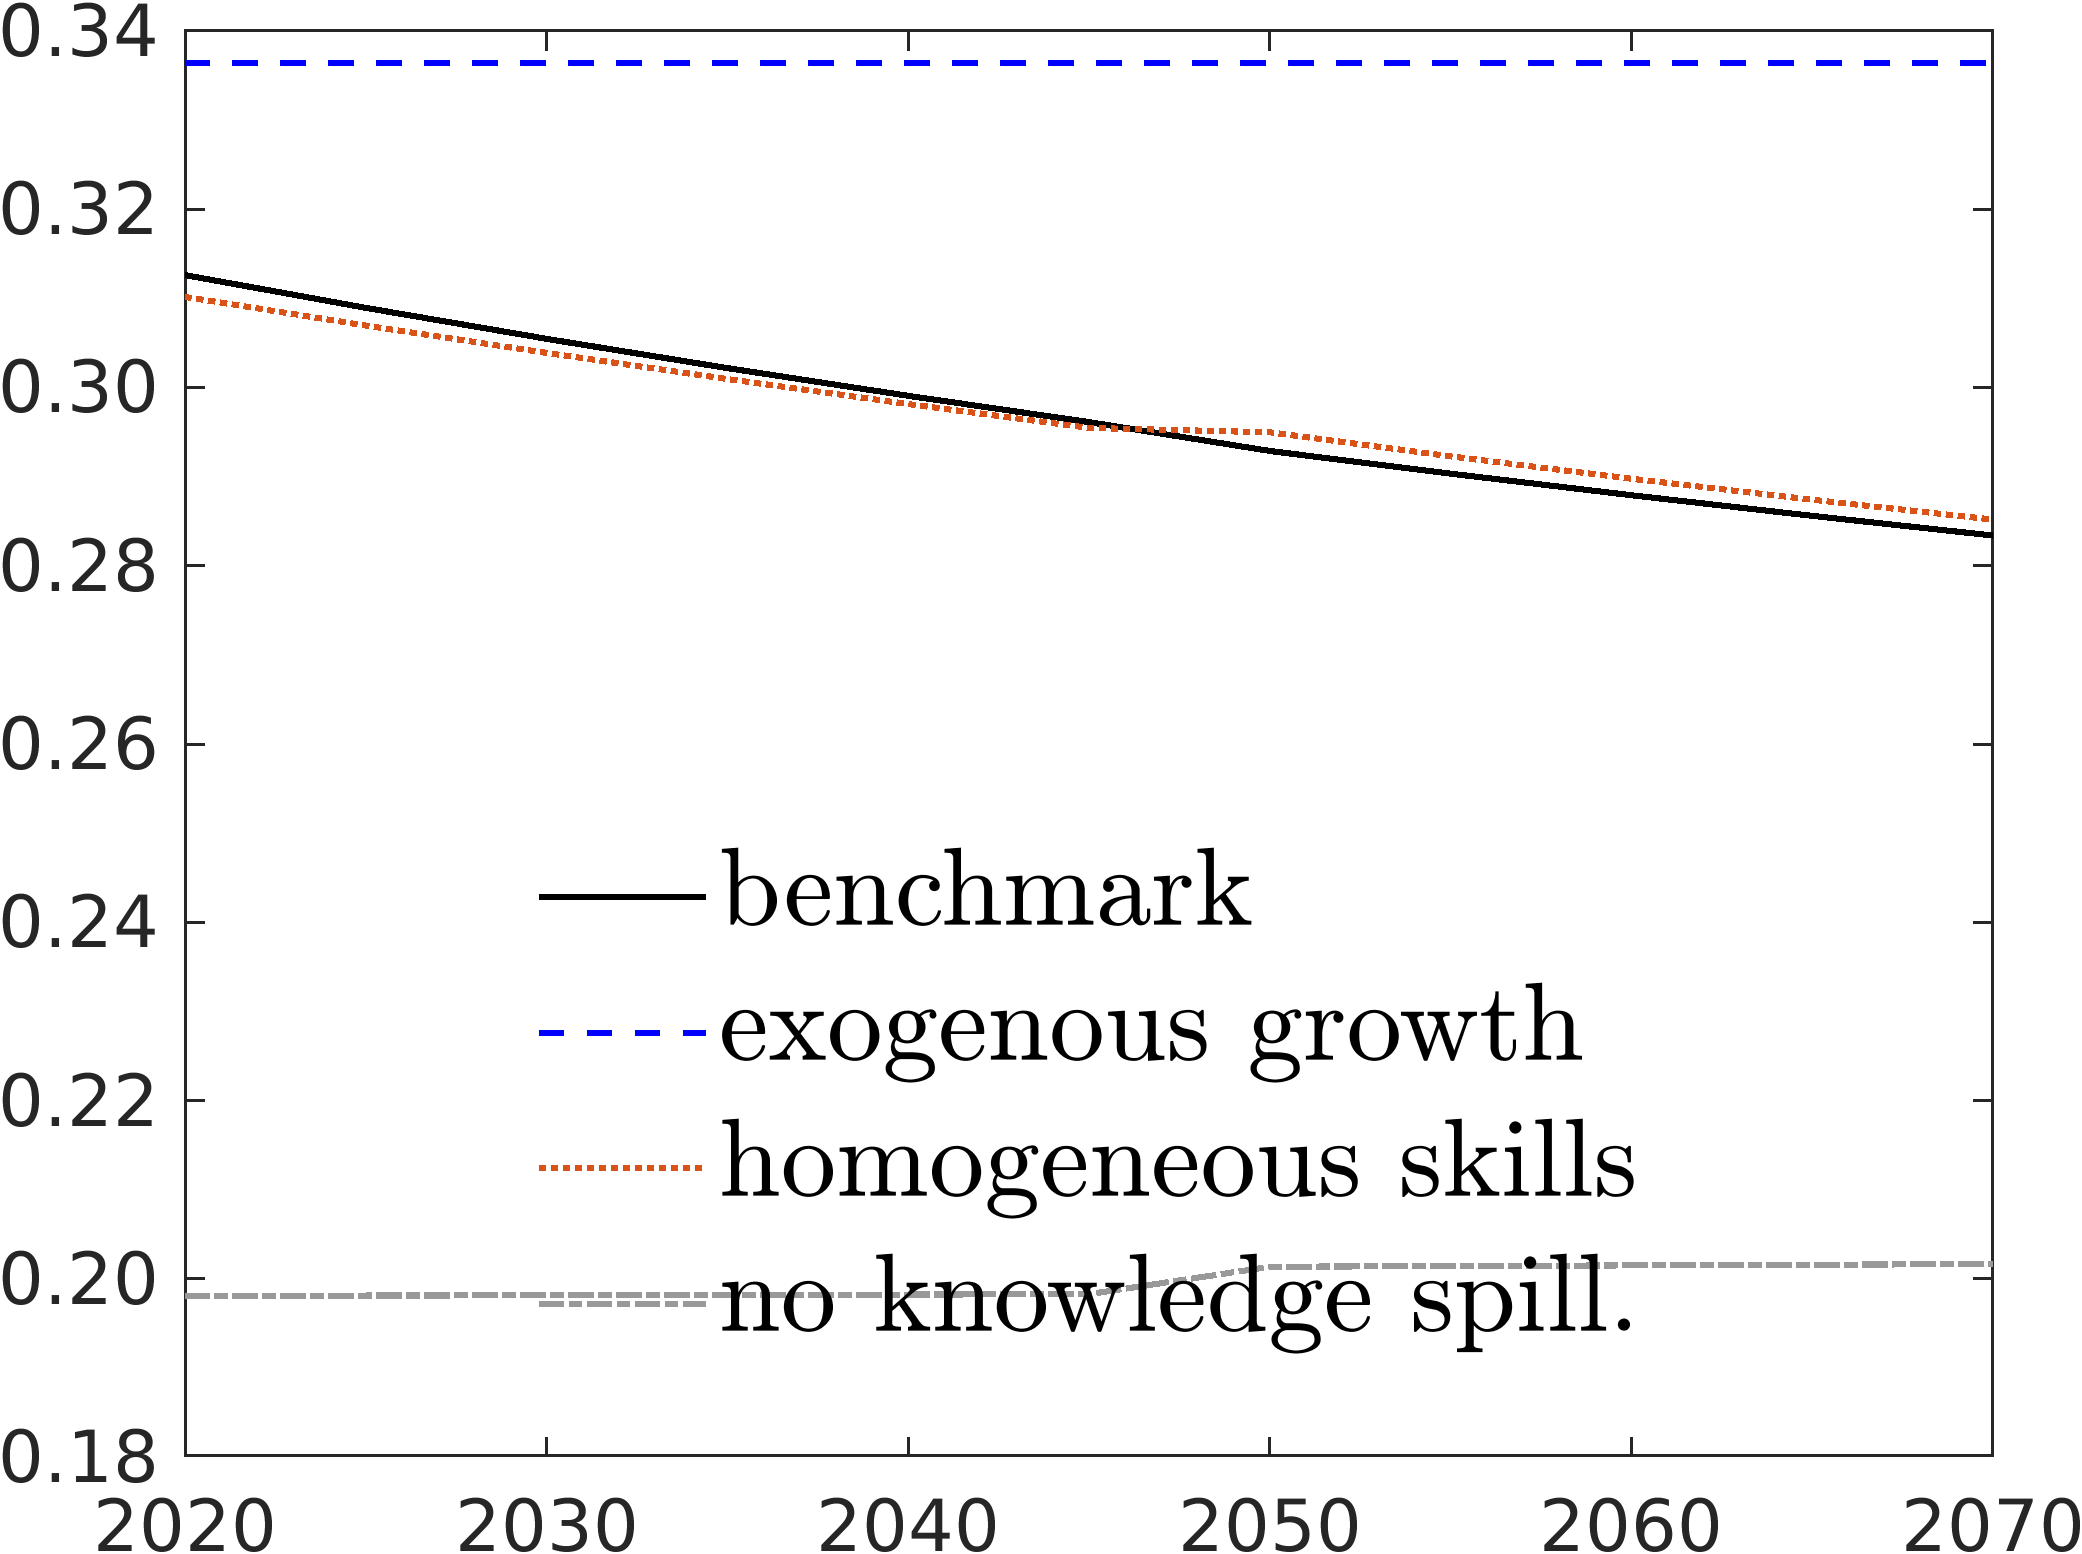 0.34
0.32
0.30
0.28
0.26
0.24
0.22
0.20
0.18
benchmark
exogenous growth
homogeneous skills
no knowledge spill.
2020 2030 2040 2050 2060 2070